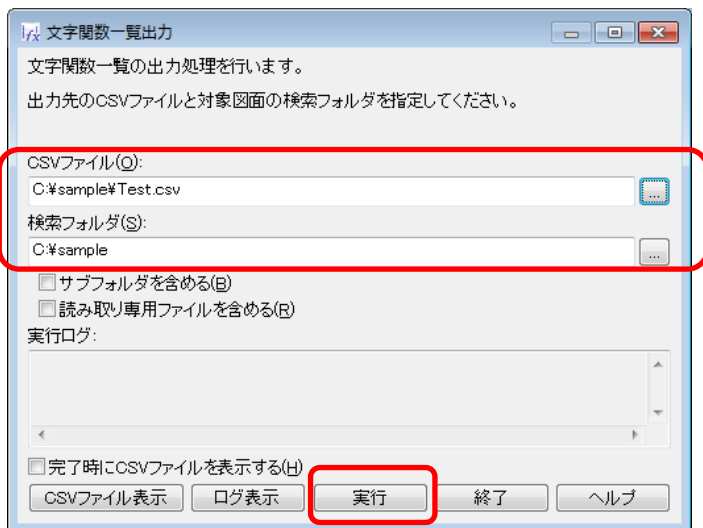 文字関数一覧出力
文字関数一覧の出力処理を行います。
出力先のCSVファイルと対象図面の検索フォルダを指定してください。
CSVファイル(O):
C:¥sample¥Test.csv
...
検索フォルダ(S):
C:¥sample
...
サブフォルダを含める(B)
読み取り専用ファイルを含める(R)
実行ログ:
完了時にCSVファイルを表示する(H)
CSVファイル表示 ログ表示 実行 終了 ヘルプ